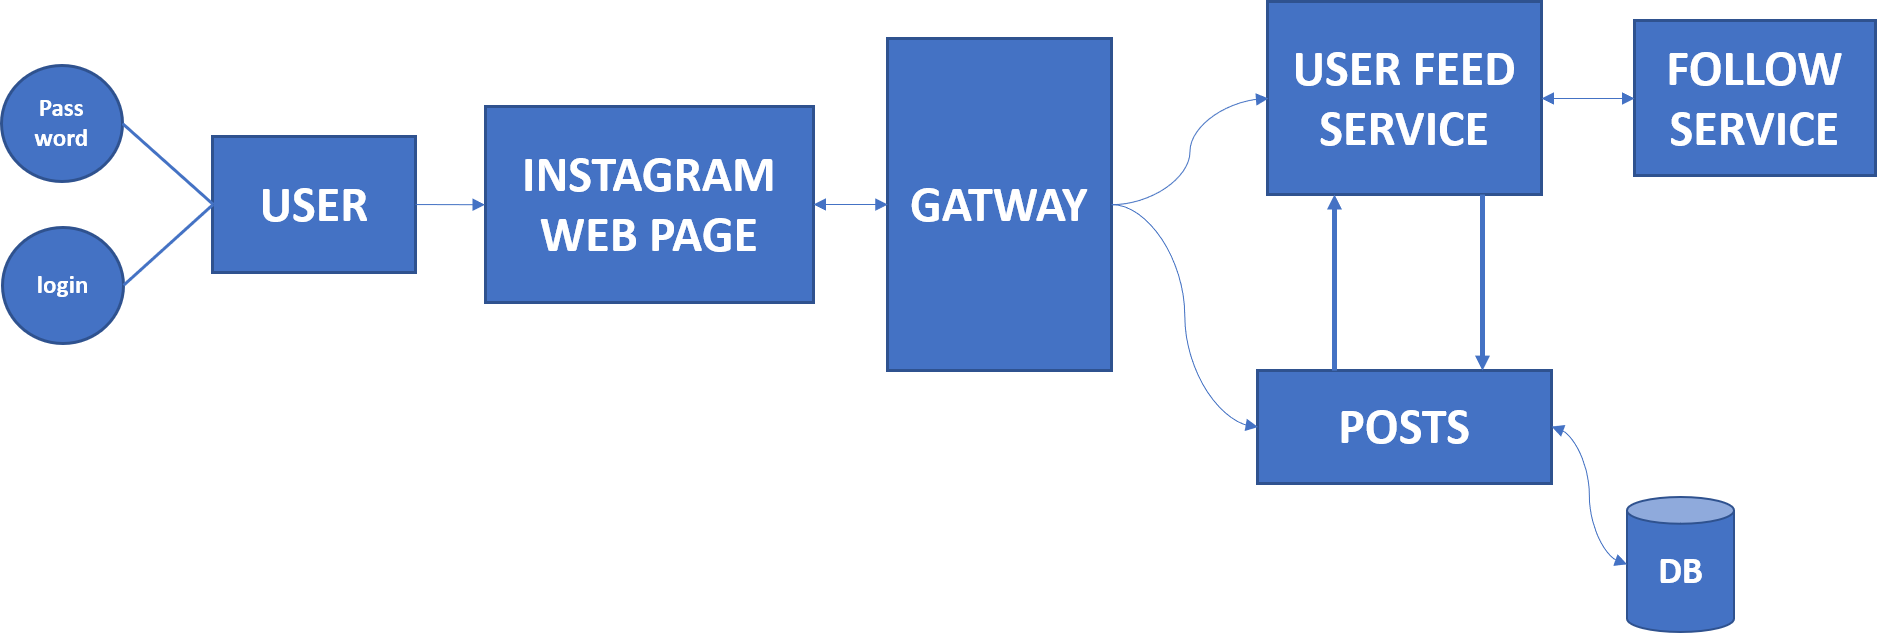 Pass
word
login
USER
INSTAGRAM
WEB PAGE
GATWAY
USER FEED
SERVICE
FOLLOW
SERVICE
POSTS
DB